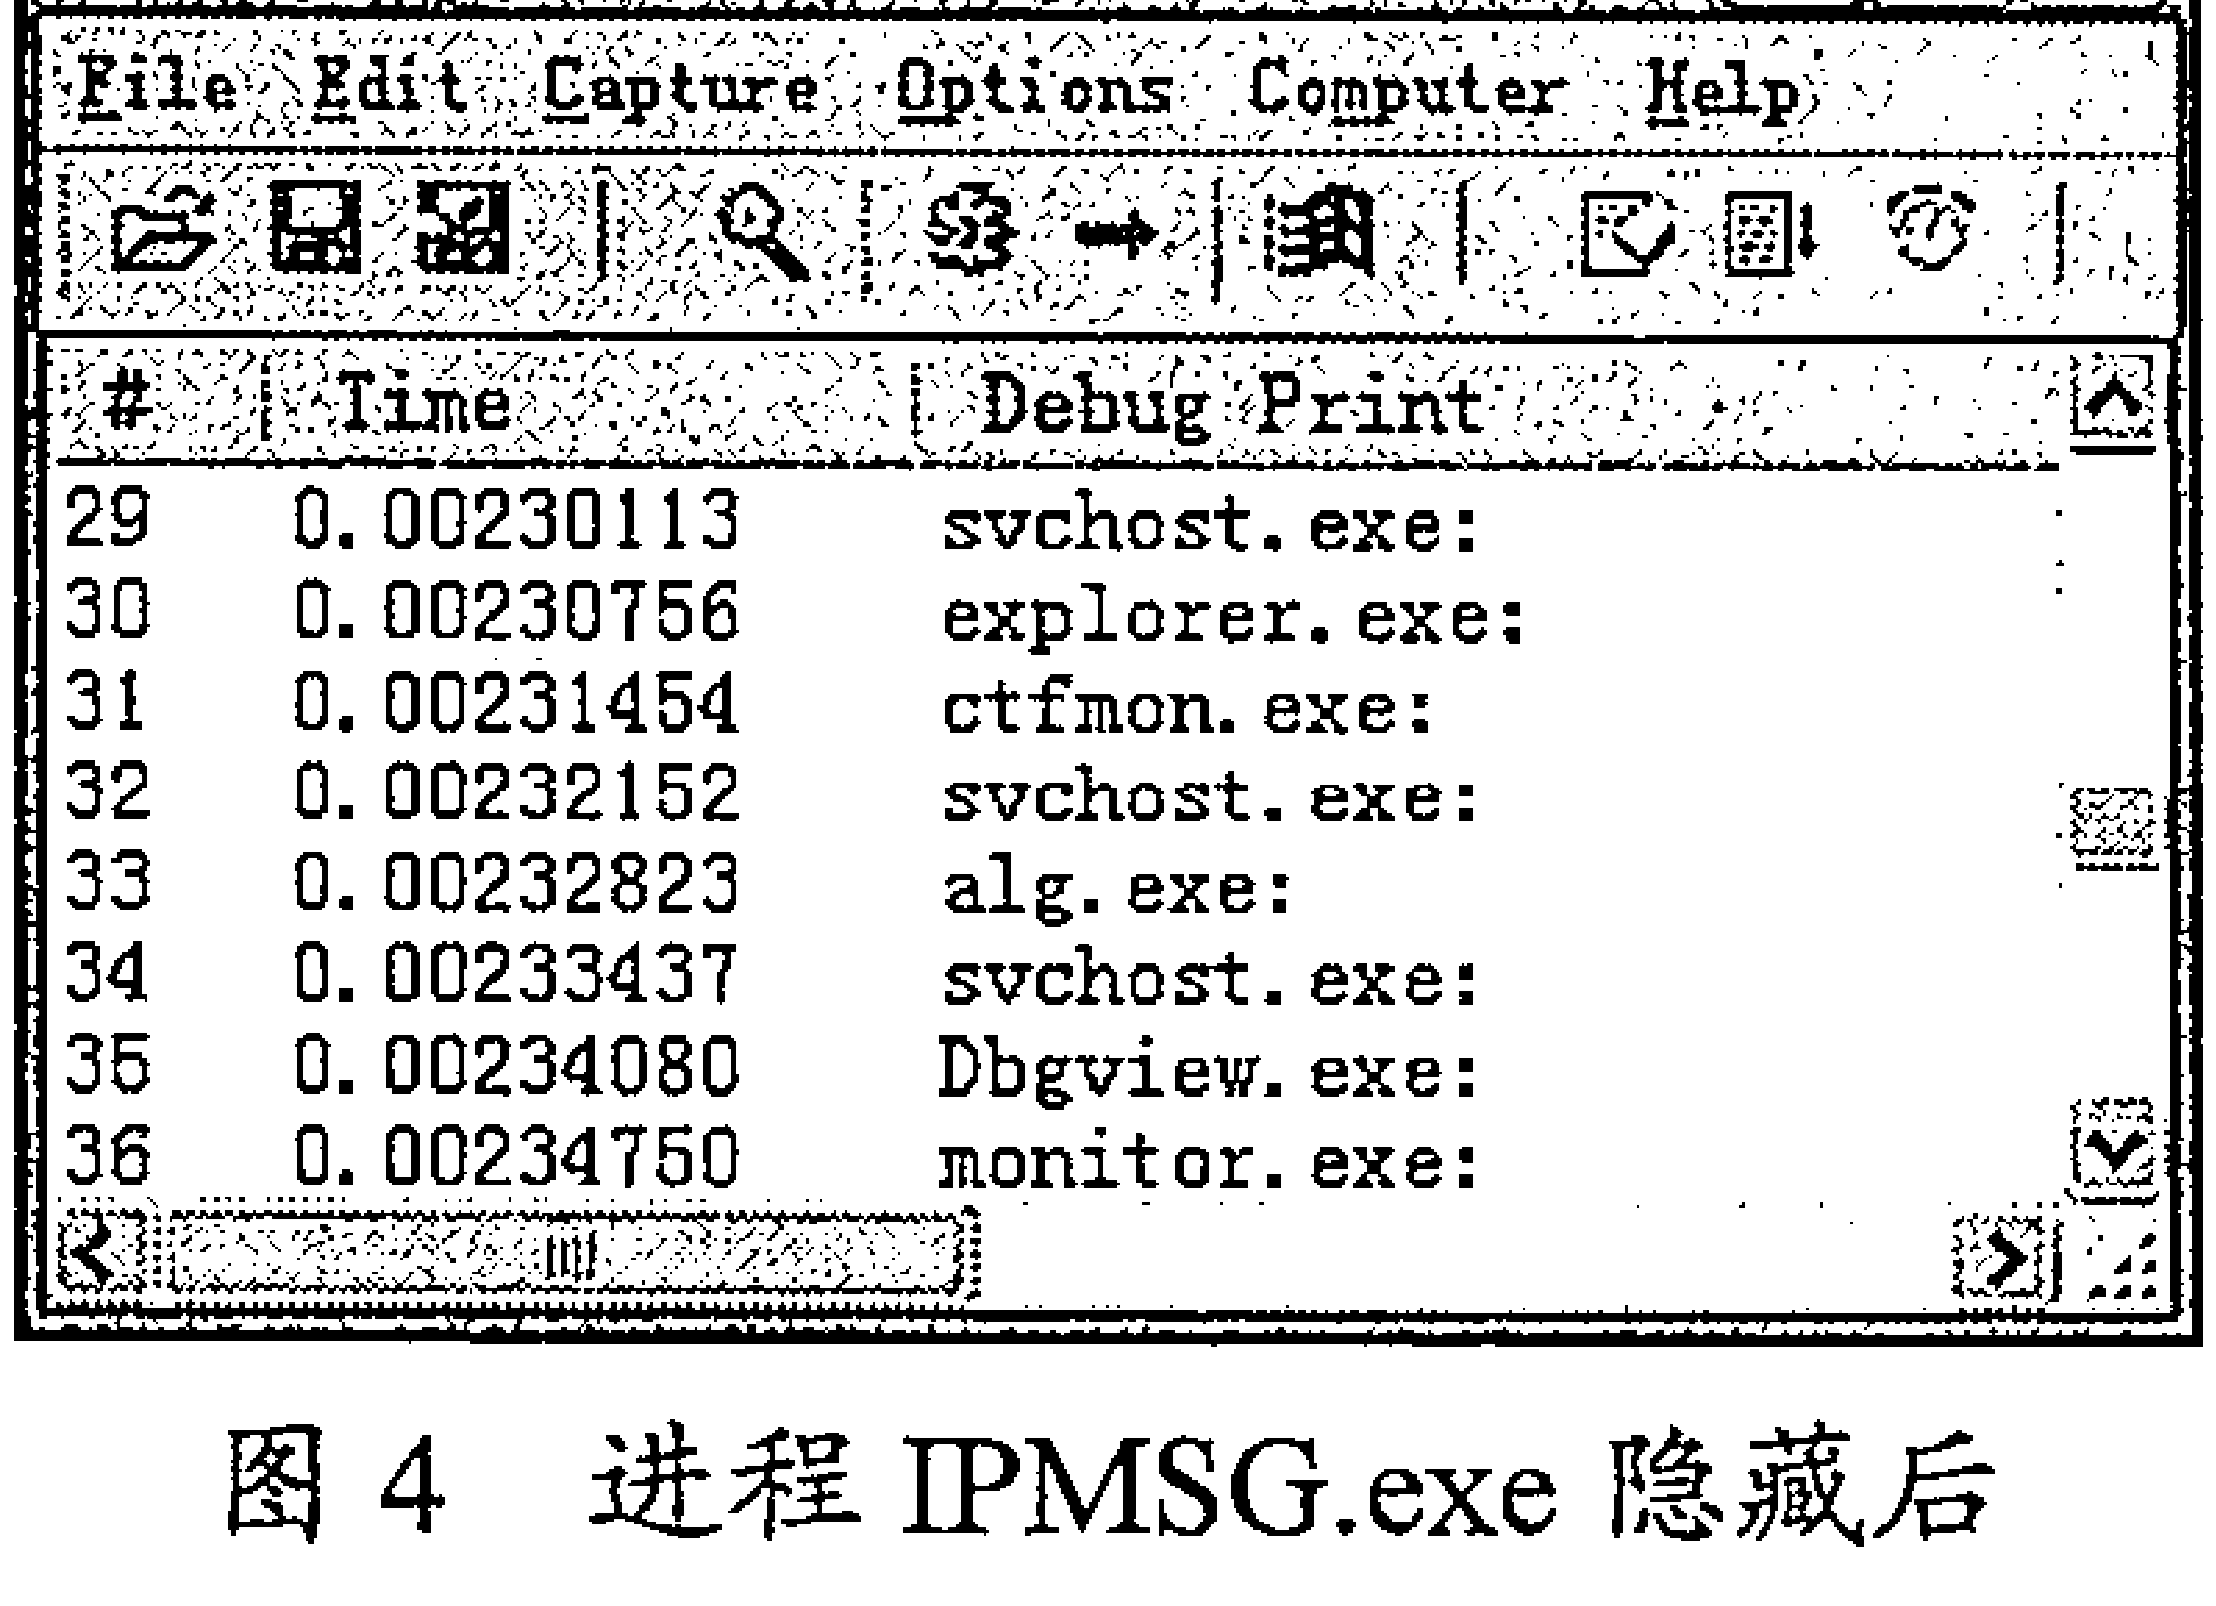 File Edit Capture Options Computer Help
# Time Debug Print
29 0.00230113 svchost.exe:
30 0.00230756 explorer.exe:
31 0.00231454 ctfmon.exe:
32 0.00232152 svchost.exe:
33 0.00232823 alg.exe:
34 0.00233437 svchost.exe:
35 0.00234080 Dbgview.exe:
36 0.00234750 monitor.exe:
图 4 进程 IPMSG.exe 隐藏后